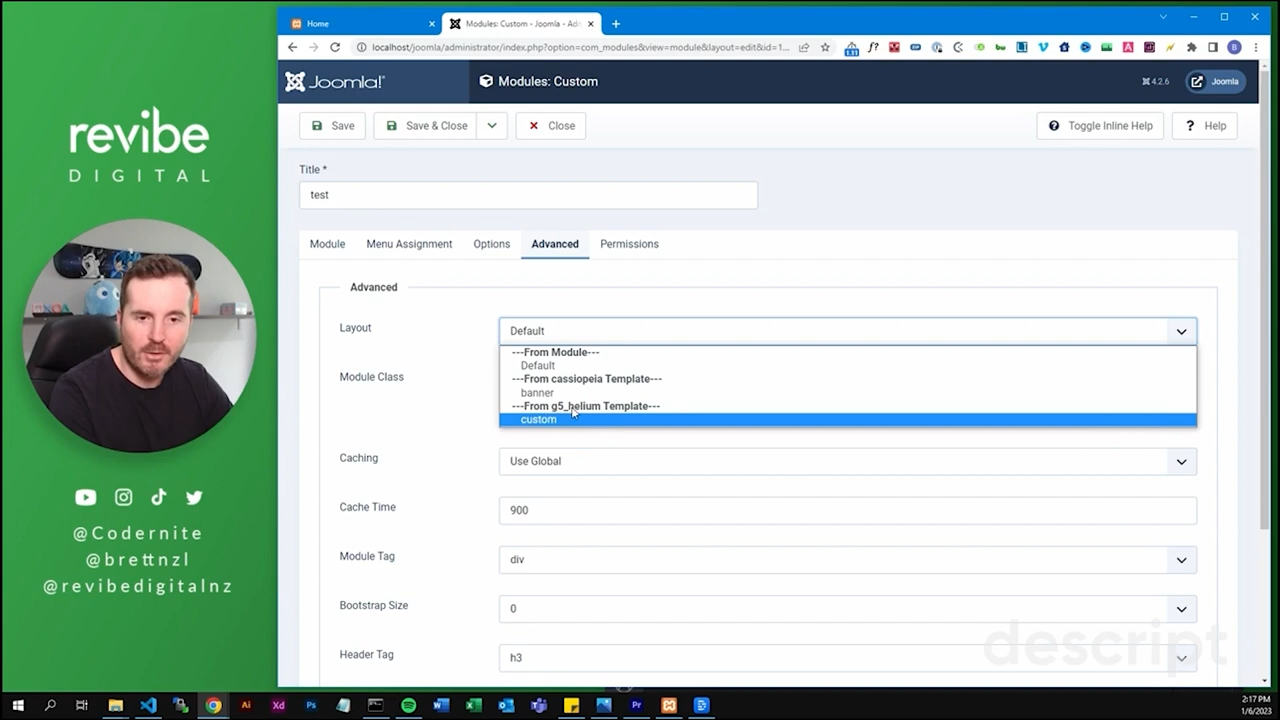 revibe
DIGITAL
@Codernite
@brettnzl
@revibedigitalnz
Home
Modules: Custom - Joomla - Ad
localhost/joomla/administrator/index.php?option=com_modules&view=module&layout=edit&id=1...
Joomla!
Modules: Custom
4.2.6
Joomla
Save
Save & Close
Close
Toggle Inline Help
Help
Title *
test
Module
Menu Assignment
Options
Advanced
Permissions
Advanced
Layout
Default
---From Module---
Default
---From cassiopeia Template---
banner
---From g5_helium Template---
custom
Module Class
Caching
Use Global
Cache Time
900
Module Tag
div
Bootstrap Size
0
Header Tag
h3
descript
2:17 PM
1/6/2023